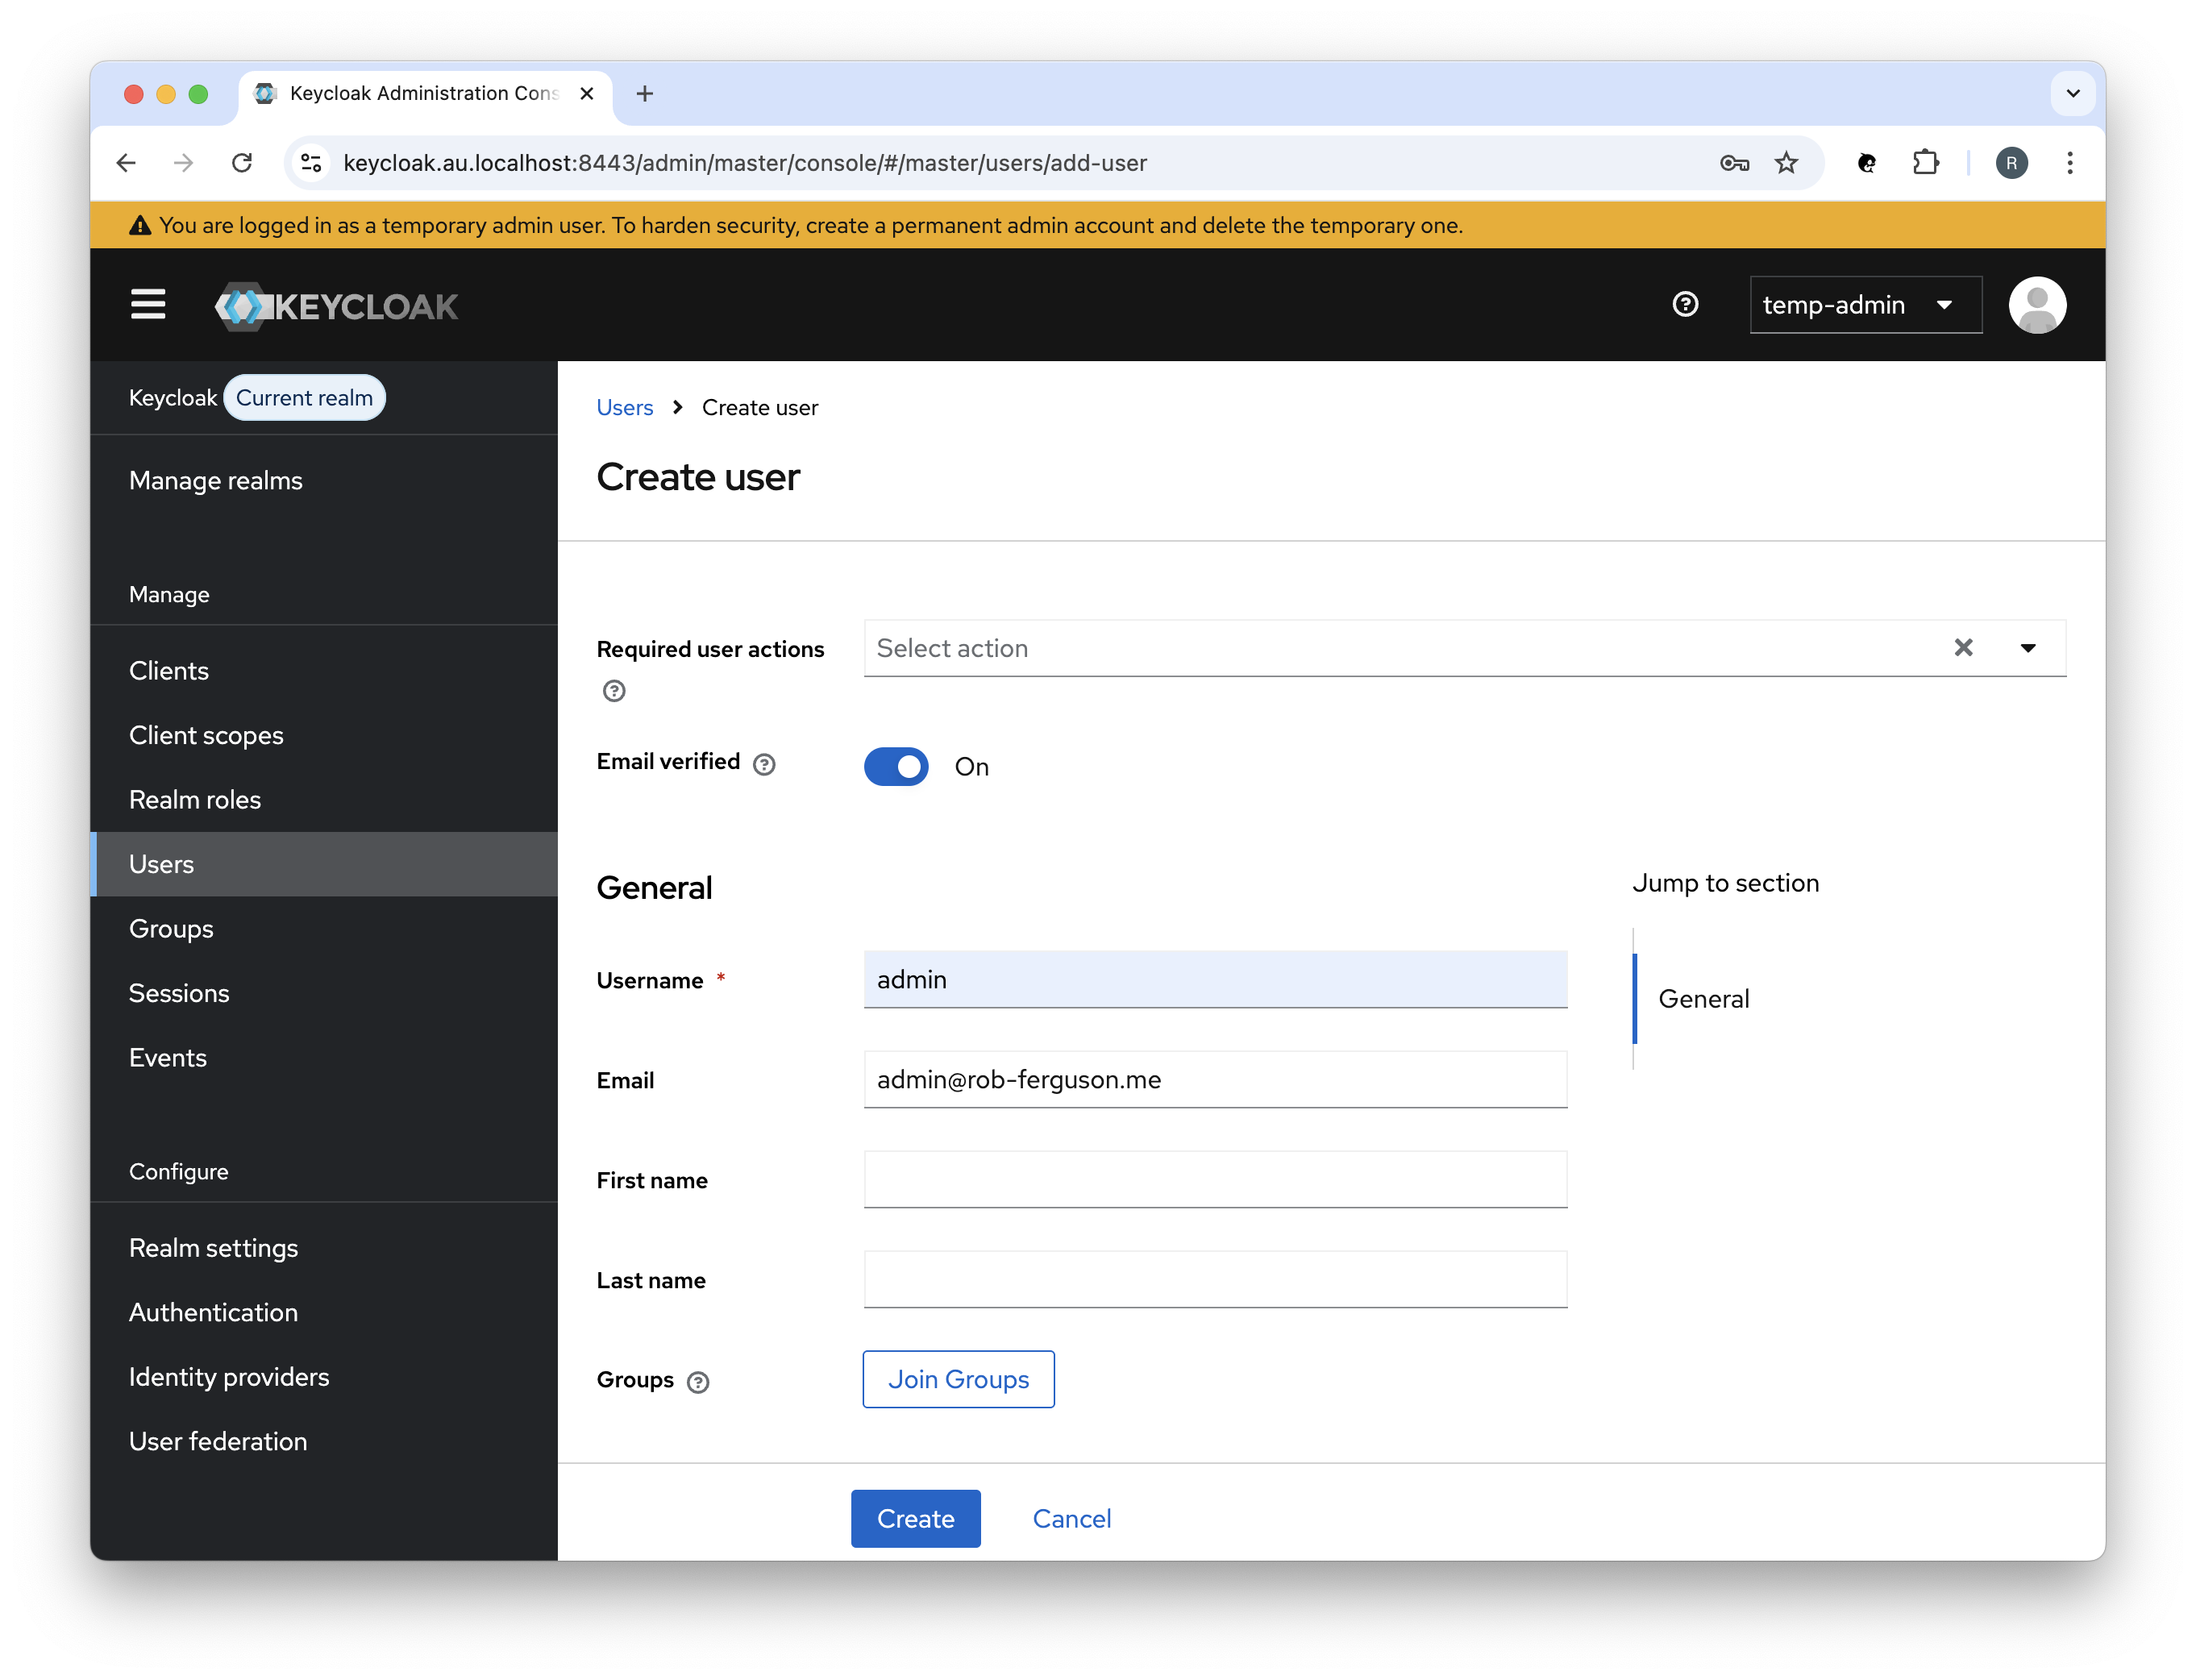 Keycloak Administration Cons
keycloak.au.localhost:8443/admin/master/console/#/master/users/add-user
R
You are logged in as a temporary admin user. To harden security, create a permanent admin account and delete the temporary one.
KEYCLOAK
temp-admin
Keycloak Current realm
Manage realms
Manage
Clients
Client scopes
Realm roles
Users
Groups
Sessions
Events
Configure
Realm settings
Authentication
Identity providers
User federation
Users > Create user
Create user
Required user actions
Select action
Email verified
On
General
Username *
admin
Email
admin@rob-ferguson.me
First name
Last name
Groups
Join Groups
Jump to section
General
Create
Cancel